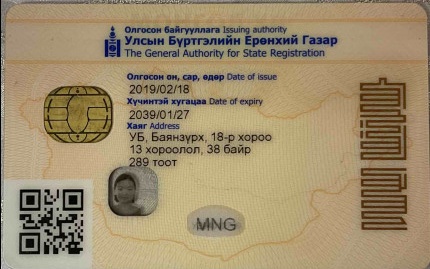 Олгосон байгууллага Issuing authority
Улсын Бүртгэлийн Ерөнхий Газар
The General Authority for State Registration
Олгосон он, сар, өдөр Date of issue
2019/02/18
Хүчинтэй хугацаа Date of expiry
2039/01/27
Хаяг Address
УБ, Баянзүрх, 18-р хороо
13 хороолол, 38 байр
289 тоот
MNG